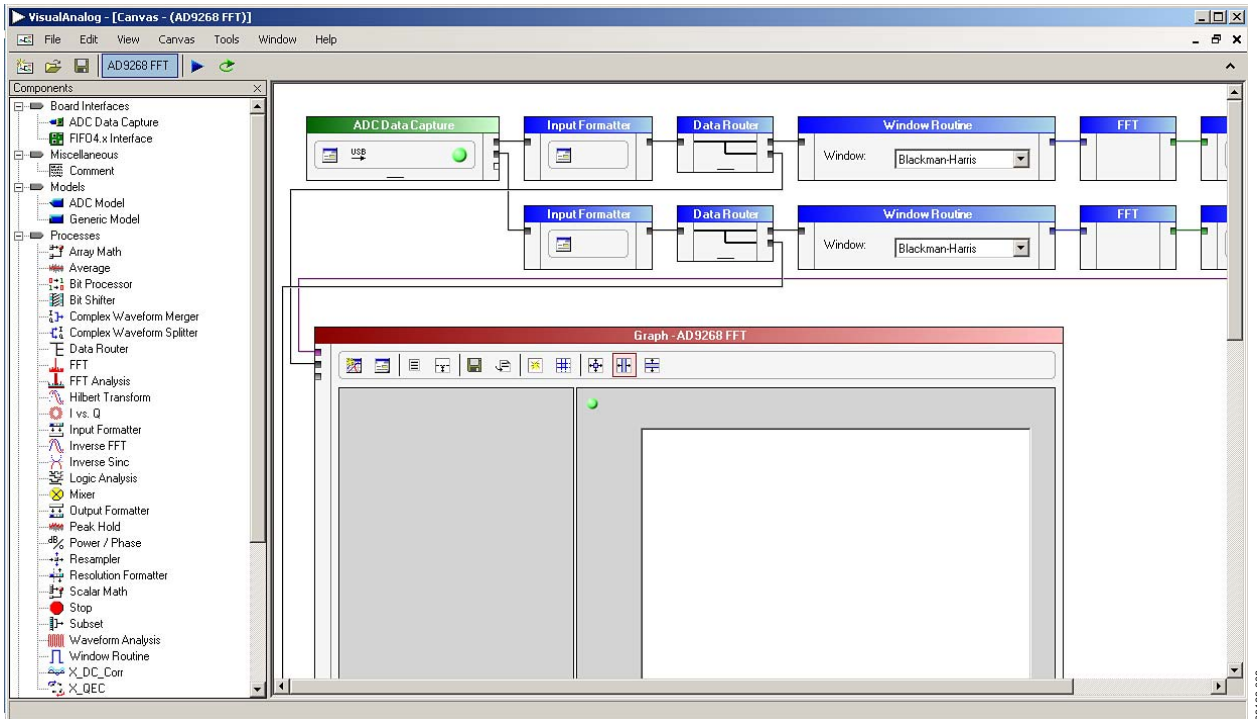 VisualAnalog - [Canvas - (AD9268 FFT)]
File Edit View Canvas Tools Window Help
AD9268 FFT
Components
Board Interfaces
ADC Data Capture
FIFO4.x Interface
Miscellaneous
Comment
Models
ADC Model
Generic Model
Processes
Array Math
Average
Bit Processor
Bit Shifter
Complex Waveform Merger
Complex Waveform Splitter
Data Router
FFT
FFT Analysis
Hilbert Transform
I vs. Q
Input Formatter
Inverse FFT
Inverse Sinc
Logic Analysis
Mixer
Output Formatter
Peak Hold
Power / Phase
Resampler
Resolution Formatter
Scalar Math
Stop
Subset
Waveform Analysis
Window Routine
X_DC_Corr
X_QEC
ADC Data Capture
USB
Input Formatter
Data Router
Window Routine
Window: Blackman-Harris
FFT
Input Formatter
Data Router
Window Routine
Window: Blackman-Harris
FFT
Graph - AD9268 FFT